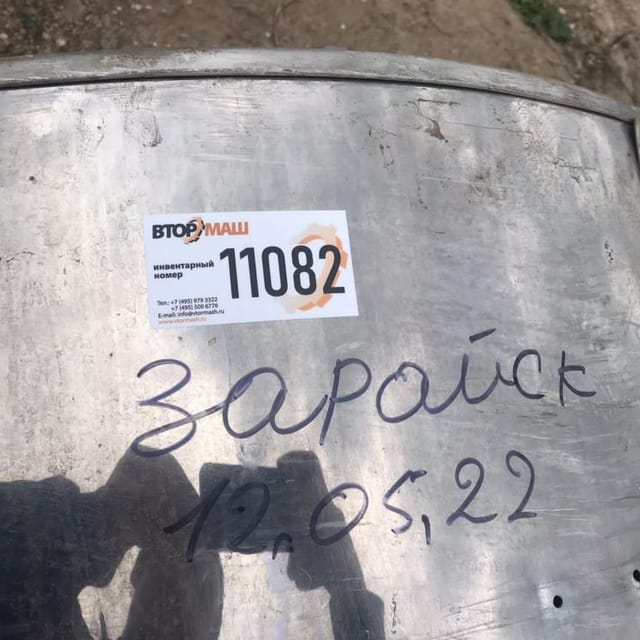 ВТОРМАШ
инвентарный
номер
11082
Тел.: +7 (495) 979 3322
+7 (495) 500 6776
E-mail: info@vtormash.ru
www.vtormash.ru
Зарайск
12.05.22